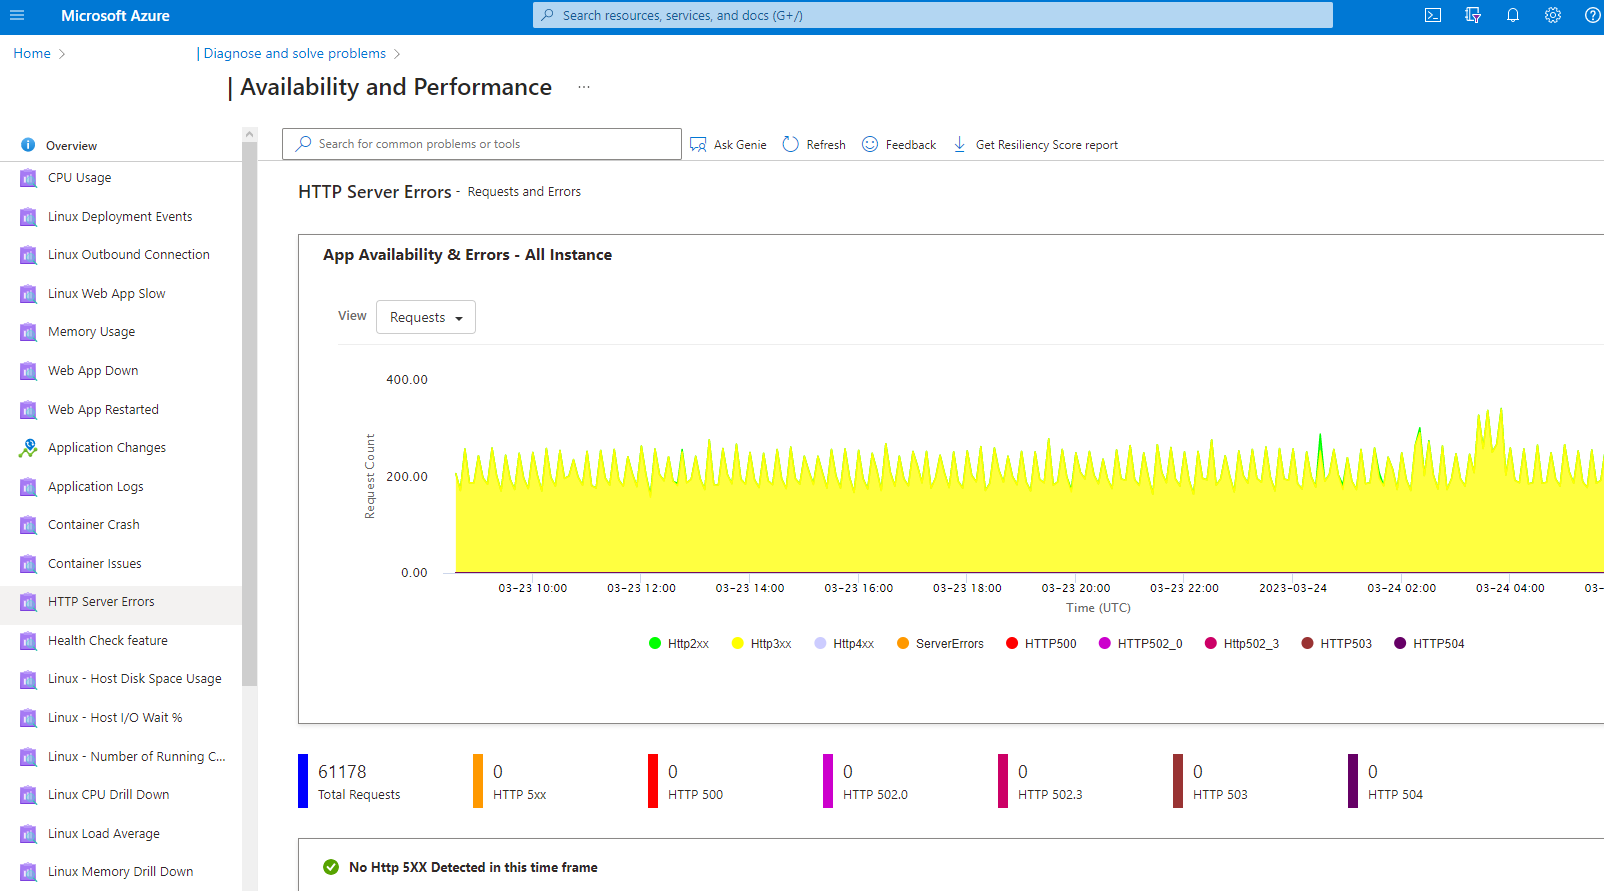 Microsoft Azure
Search resources, services, and docs (G+/)
Home
| Diagnose and solve problems
| Availability and Performance
...
Overview
CPU Usage
Linux Deployment Events
Linux Outbound Connection
Linux Web App Slow
Memory Usage
Web App Down
Web App Restarted
Application Changes
Application Logs
Container Crash
Container Issues
HTTP Server Errors
Health Check feature
Linux - Host Disk Space Usage
Linux - Host I/O Wait %
Linux - Number of Running C...
Linux CPU Drill Down
Linux Load Average
Linux Memory Drill Down
Search for common problems or tools
Ask Genie
Refresh
Feedback
Get Resiliency Score report
HTTP Server Errors - Requests and Errors
App Availability & Errors - All Instance
View
Requests
400.00
200.00
0.00
Request Count
03-23 10:00
03-23 12:00
03-23 14:00
03-23 16:00
03-23 18:00
03-23 20:00
03-23 22:00
2023-03-24
03-24 02:00
03-24 04:00
03-
Time (UTC)
Http2xx
Http3xx
Http4xx
ServerErrors
HTTP500
HTTP502_0
Http502_3
HTTP503
HTTP504
61178
Total Requests
0
HTTP 5xx
0
HTTP 500
0
HTTP 502.0
0
HTTP 502.3
0
HTTP 503
0
HTTP 504
No Http 5XX Detected in this time frame